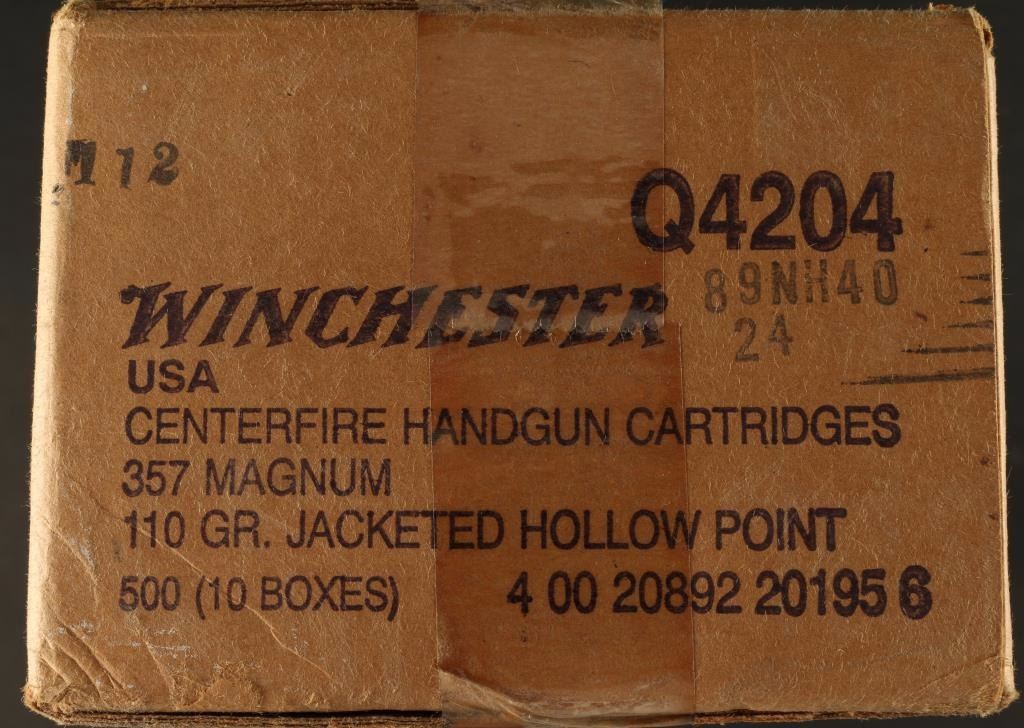 M12
Q4204
89NH40
24
WINCHESTER
USA
CENTERFIRE HANDGUN CARTRIDGES
357 MAGNUM
110 GR. JACKETED HOLLOW POINT
500 (10 BOXES) 4 00 20892 20195 6